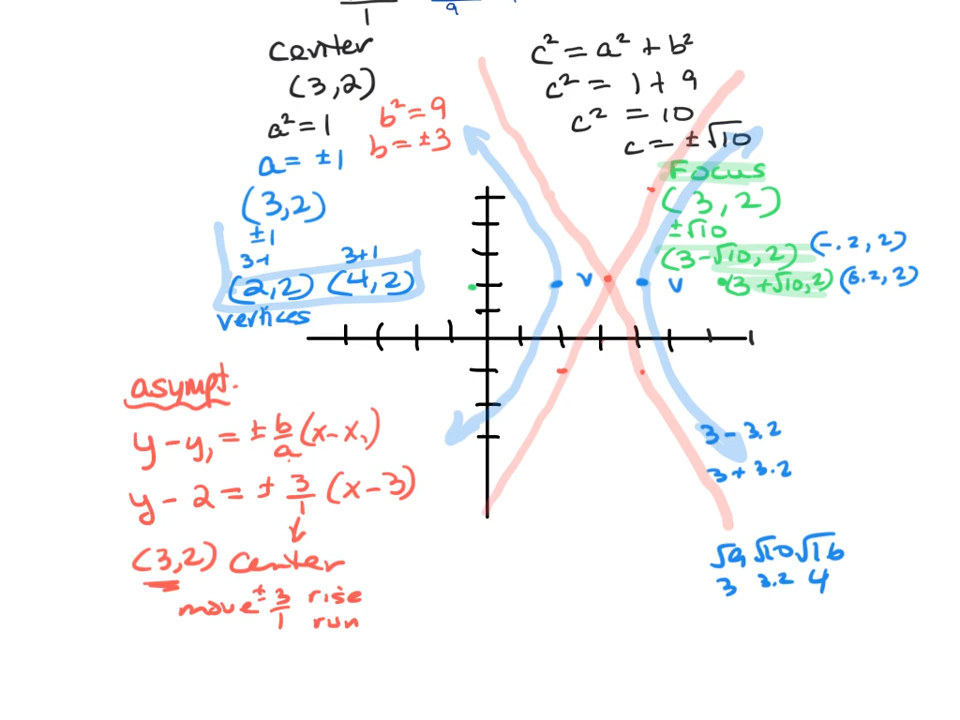 1
9
center
(3,2)
a² = 1
a = ±1
b² = 9
b = ±3
(3,2)
±1
3-1 3+1
(2,2) (4,2)
vertices
c² = a² + b²
c² = 1 + 9
c² = 10
c = ±√10
Focus
(3,2)
±√10
(3-√10,2) (-.2,2)
(3+√10,2) (6.2,2)
v v
asympt.
y - y₁ = ± b/a (x - x₁)
y - 2 = ± 3/1 (x - 3)
(3,2) center
move ± 3/1 rise
run
3 - 3.2
3 + 3.2
√9 √10 √16
3 3.2 4